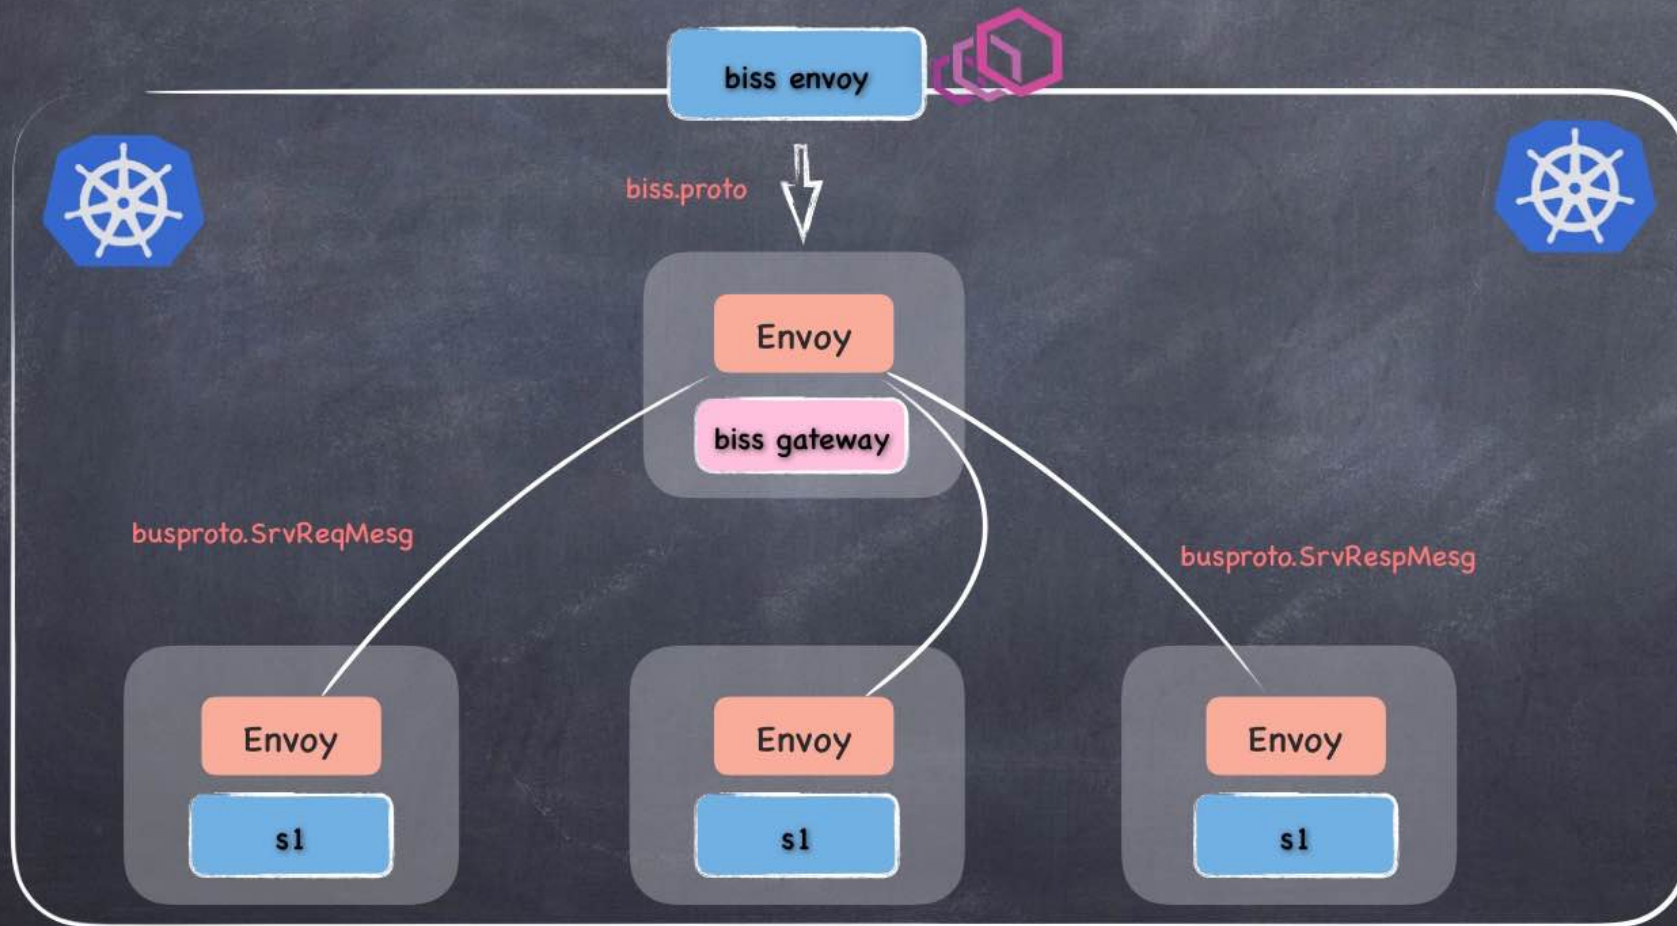 biss envoy
biss.proto
Envoy
biss gateway
busproto.SrvReqMesg
busproto.SrvRespMesg
Envoy
Envoy
Envoy
s1
s1
s1